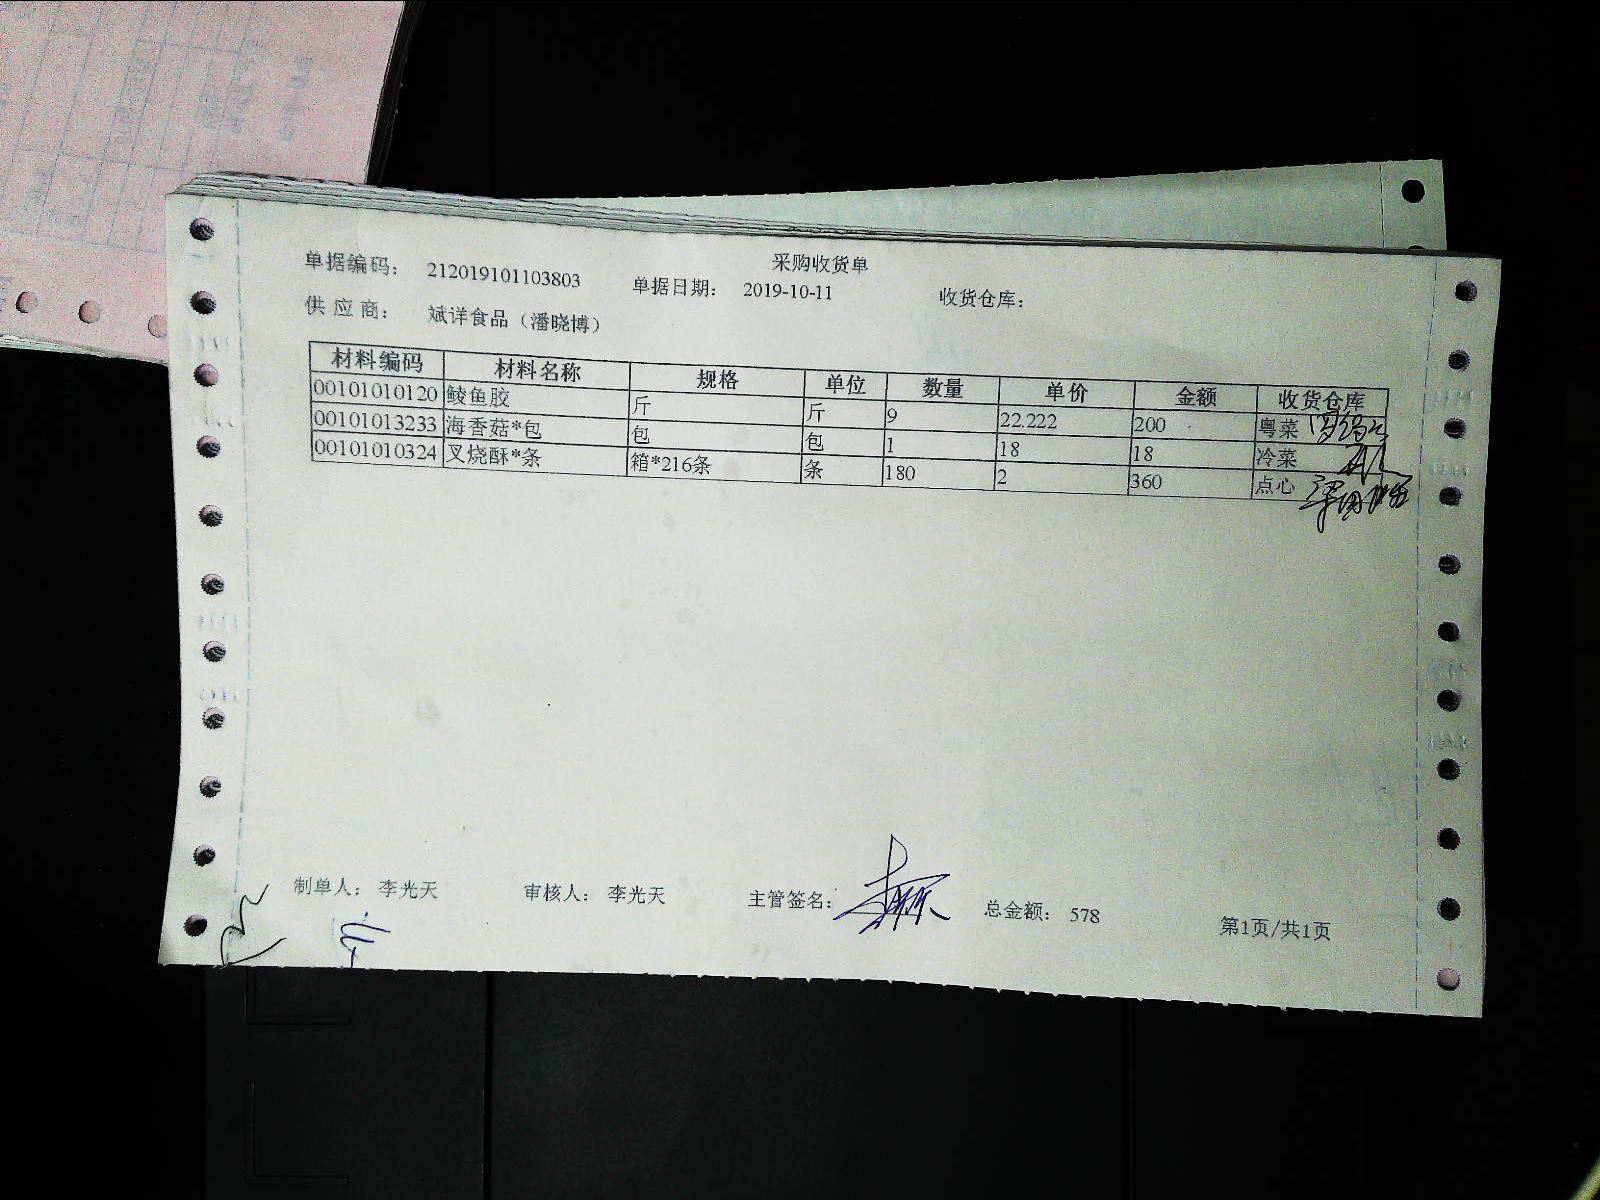 采购收货单
单据编码： 212019101103803 单据日期： 2019-10-11 收货仓库：
供 应 商： 斌洋食品（潘晓博）
材料编码 材料名称 规格 单位 数量 单价 金额 收货仓库
00101010120 鲮鱼胶 斤 斤 9 22.222 200 粤菜
00101013233 海香菇*包 包 包 1 18 18 冷菜
00101010324 叉烧酥*条 箱*216条 条 180 2 360 点心
制单人： 李光天 审核人： 李光天 主管签名： 总金额： 578 第1页/共1页